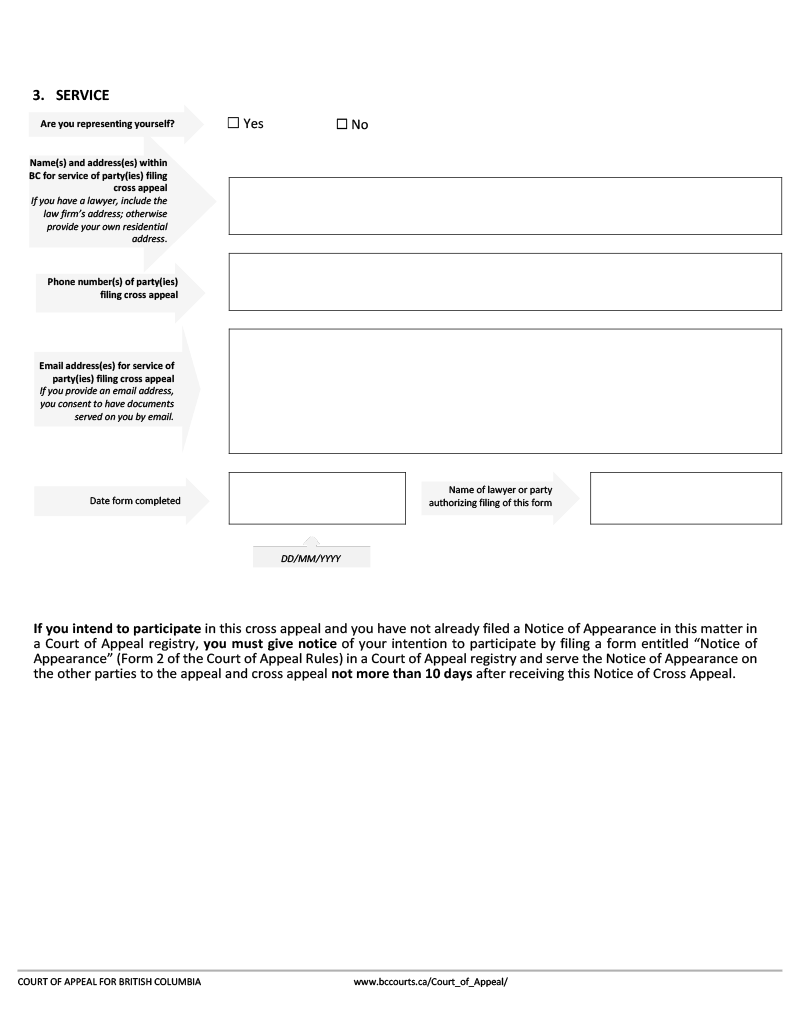 3. SERVICE
Are you representing yourself?
☐ Yes ☐ No
Name(s) and address(es) within
BC for service of party(ies) filing
cross appeal
If you have a lawyer, include the
law firm's address; otherwise
provide your own residential
address.
Phone number(s) of party(ies)
filing cross appeal
Email address(es) for service of
party(ies) filing cross appeal
If you provide an email address,
you consent to have documents
served on you by email.
Date form completed
Name of lawyer or party
authorizing filing of this form
DD/MM/YYYY
If you intend to participate in this cross appeal and you have not already filed a Notice of Appearance in this matter in
a Court of Appeal registry, you must give notice of your intention to participate by filing a form entitled “Notice of
Appearance” (Form 2 of the Court of Appeal Rules) in a Court of Appeal registry and serve the Notice of Appearance on
the other parties to the appeal and cross appeal not more than 10 days after receiving this Notice of Cross Appeal.
COURT OF APPEAL FOR BRITISH COLUMBIA www.bccourts.ca/Court_of_Appeal/